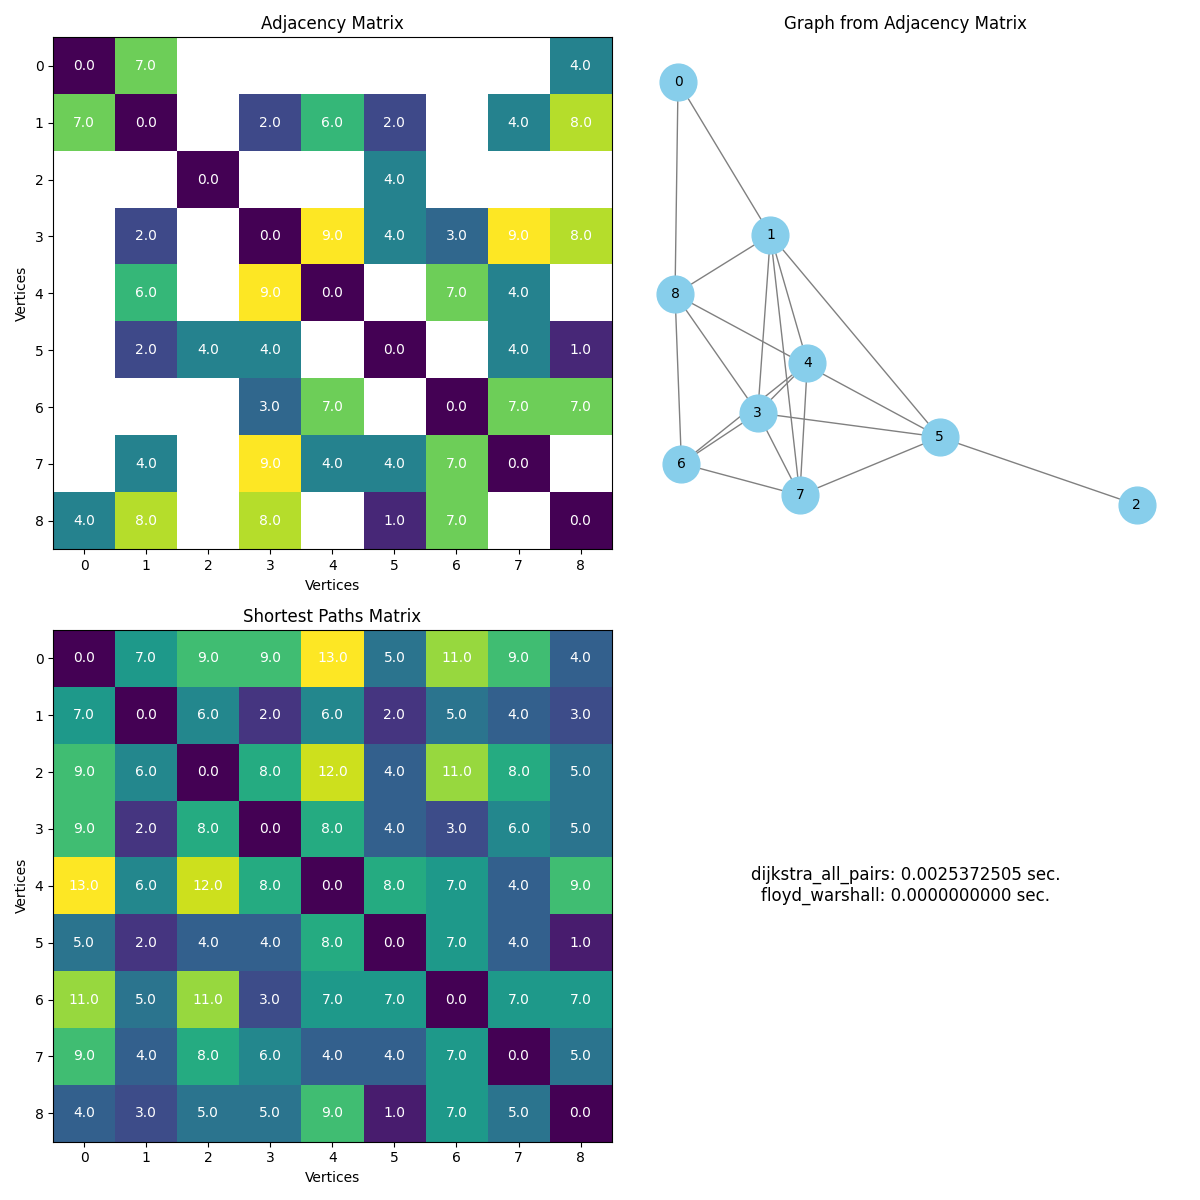 Adjacency Matrix
0 0.0 7.0 4.0
1 7.0 0.0 2.0 6.0 2.0 4.0 8.0
2 0.0 4.0
3 2.0 0.0 9.0 4.0 3.0 9.0 8.0
4 6.0 9.0 0.0 7.0 4.0
5 2.0 4.0 4.0 0.0 4.0 1.0
6 3.0 7.0 0.0 7.0 7.0
7 4.0 9.0 4.0 4.0 7.0 0.0
8 4.0 8.0 8.0 1.0 7.0 0.0
Vertices
0 1 2 3 4 5 6 7 8
Vertices
Graph from Adjacency Matrix
0
1
8
4
3
5
6
7
2
Shortest Paths Matrix
0 0.0 7.0 9.0 9.0 13.0 5.0 11.0 9.0 4.0
1 7.0 0.0 6.0 2.0 6.0 2.0 5.0 4.0 3.0
2 9.0 6.0 0.0 8.0 12.0 4.0 11.0 8.0 5.0
3 9.0 2.0 8.0 0.0 8.0 4.0 3.0 6.0 5.0
4 13.0 6.0 12.0 8.0 0.0 8.0 7.0 4.0 9.0
5 5.0 2.0 4.0 4.0 8.0 0.0 7.0 4.0 1.0
6 11.0 5.0 11.0 3.0 7.0 7.0 0.0 7.0 7.0
7 9.0 4.0 8.0 6.0 4.0 4.0 7.0 0.0 5.0
8 4.0 3.0 5.0 5.0 9.0 1.0 7.0 5.0 0.0
Vertices
0 1 2 3 4 5 6 7 8
Vertices
dijkstra_all_pairs: 0.0025372505 sec.
floyd_warshall: 0.0000000000 sec.